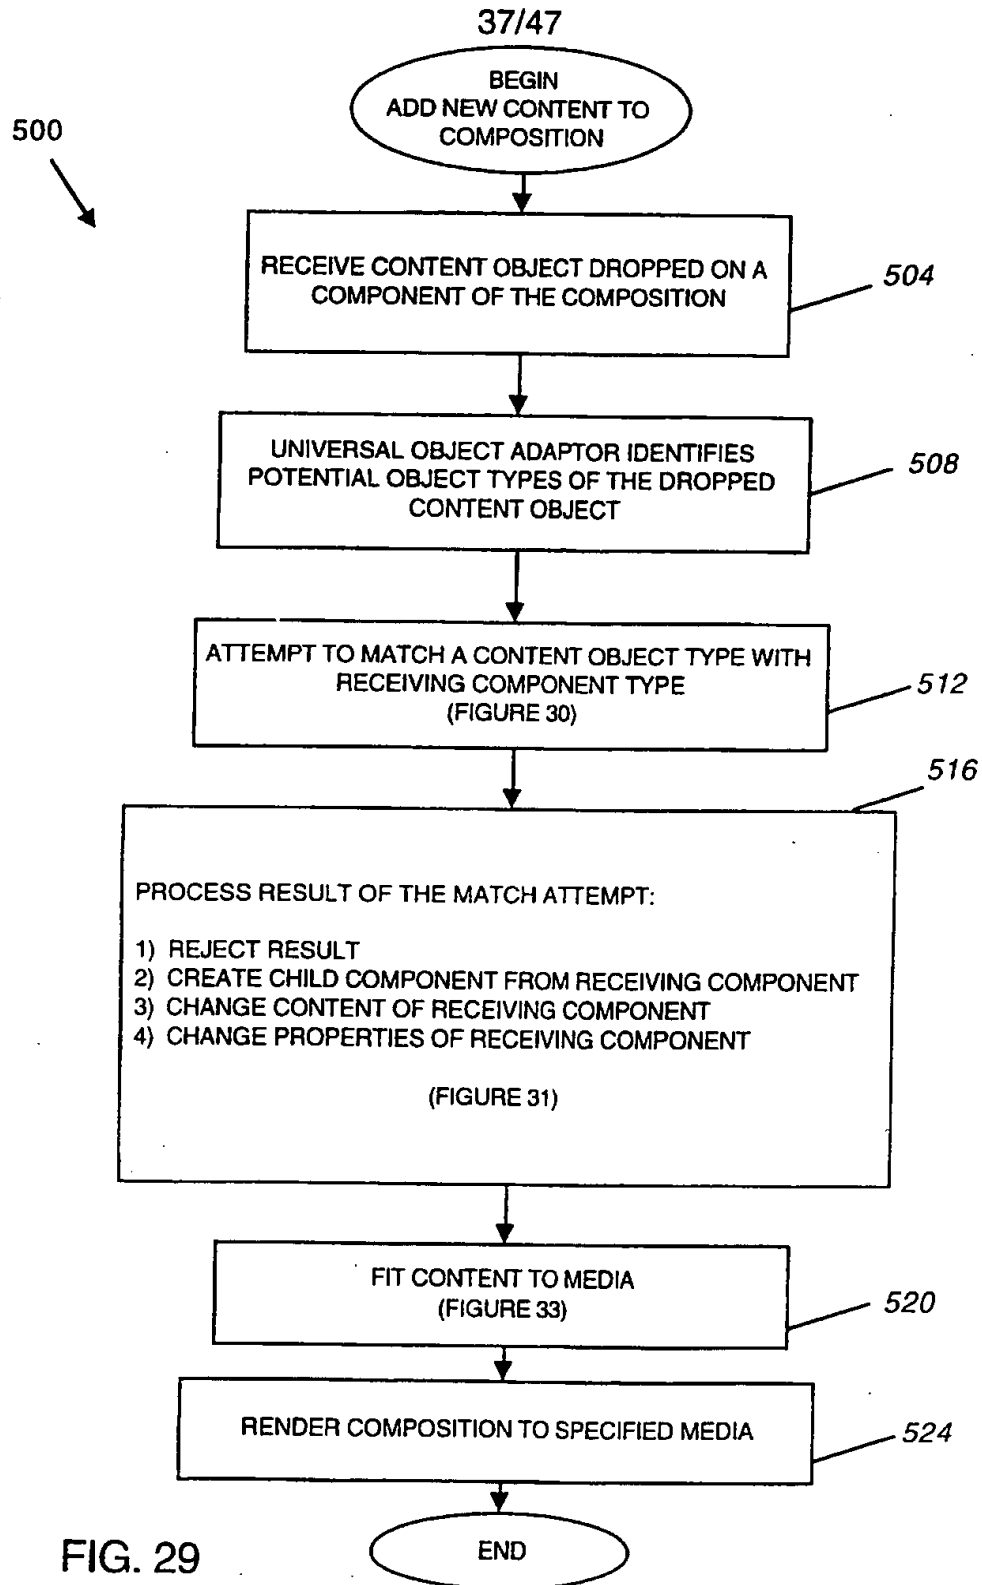 37/47
BEGIN
ADD NEW CONTENT TO
COMPOSITION
500
RECEIVE CONTENT OBJECT DROPPED ON A
COMPONENT OF THE COMPOSITION
504
UNIVERSAL OBJECT ADAPTOR IDENTIFIES
POTENTIAL OBJECT TYPES OF THE DROPPED
CONTENT OBJECT
508
ATTEMPT TO MATCH A CONTENT OBJECT TYPE WITH
RECEIVING COMPONENT TYPE
(FIGURE 30)
512
516
PROCESS RESULT OF THE MATCH ATTEMPT:
1) REJECT RESULT
2) CREATE CHILD COMPONENT FROM RECEIVING COMPONENT
3) CHANGE CONTENT OF RECEIVING COMPONENT
4) CHANGE PROPERTIES OF RECEIVING COMPONENT
(FIGURE 31)
FIT CONTENT TO MEDIA
(FIGURE 33)
520
RENDER COMPOSITION TO SPECIFIED MEDIA
524
END
FIG. 29